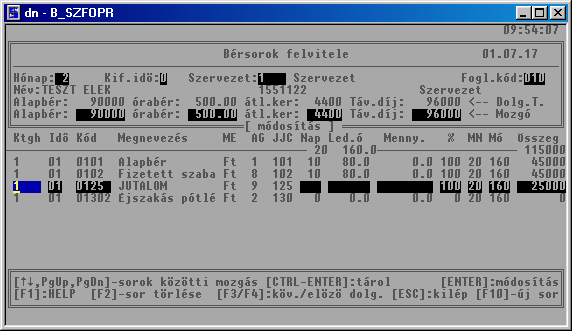 dn - B_SZFOPR
09:54:07
Bérsorok felvitele 01.07.17
Hónap: 2 Kif.idö:0 Szervezet:1 Szervezet Fogl.kód:010
Név:TESZT ELEK 1551122 Szervezet
Alapbér: 90000 órabér: 500.00 átl.ker: 4400 Táv.díj: 96000 <-- Dolg.T.
Alapbér: 90000 órabér: 500.00 átl.ker: 4400 Táv.díj: 96000 <-- Mozgó
[ módosítás ]
Ktgh Idô Kód Megnevezés ME AG JJC Nap Led.ó Menny. % MN Mó Összeg
20 160.0 115000
1 01 0101 Alapbér Ft 1 101 10 80.0 0.0 100 20 160 45000
1 01 0102 Fizetett szaba Ft 8 102 10 80.0 0.0 100 20 160 45000
1 01 0125 JUTALOM Ft 9 125 100 20 160 25000
1 01 01302 Éjszakás pótlé Ft 2 130 0 0.0 0.0 0 20 160 0
[↑↓,PgUp,PgDn]-sorok közötti mozgás [CTRL-ENTER]:tárol [ENTER]:módosítás
[F1]:HELP [F2]-sor törlése [F3/F4]:köv./elözö dolg. [ESC]:kilép [F10]-új sor